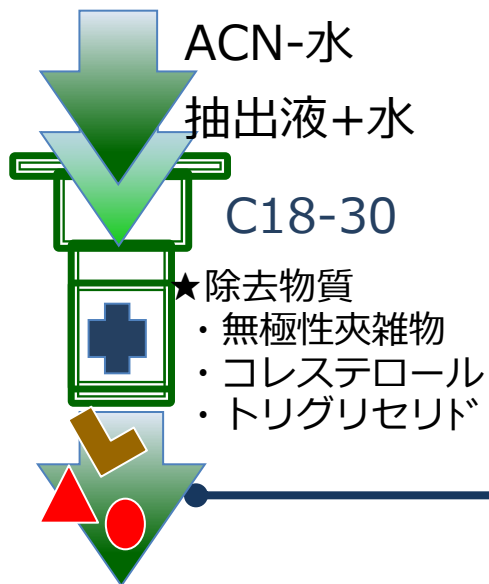 ACN-水
抽出液+水
C18-30
★除去物質
・無極性夾雑物
・コレステロール
・トリグリセリド